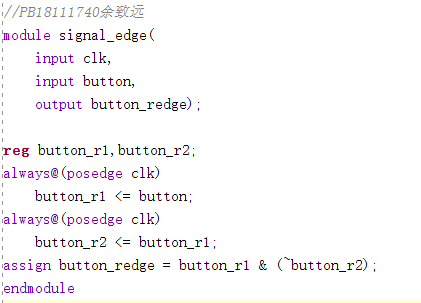 //PB18111740余致远
module signal_edge(
    input clk,
    input button,
    output button_redge);

reg button_r1,button_r2;
always@(posedge clk)
    button_r1 <= button;
always@(posedge clk)
    button_r2 <= button_r1;
assign button_redge = button_r1 & (~button_r2);
endmodule